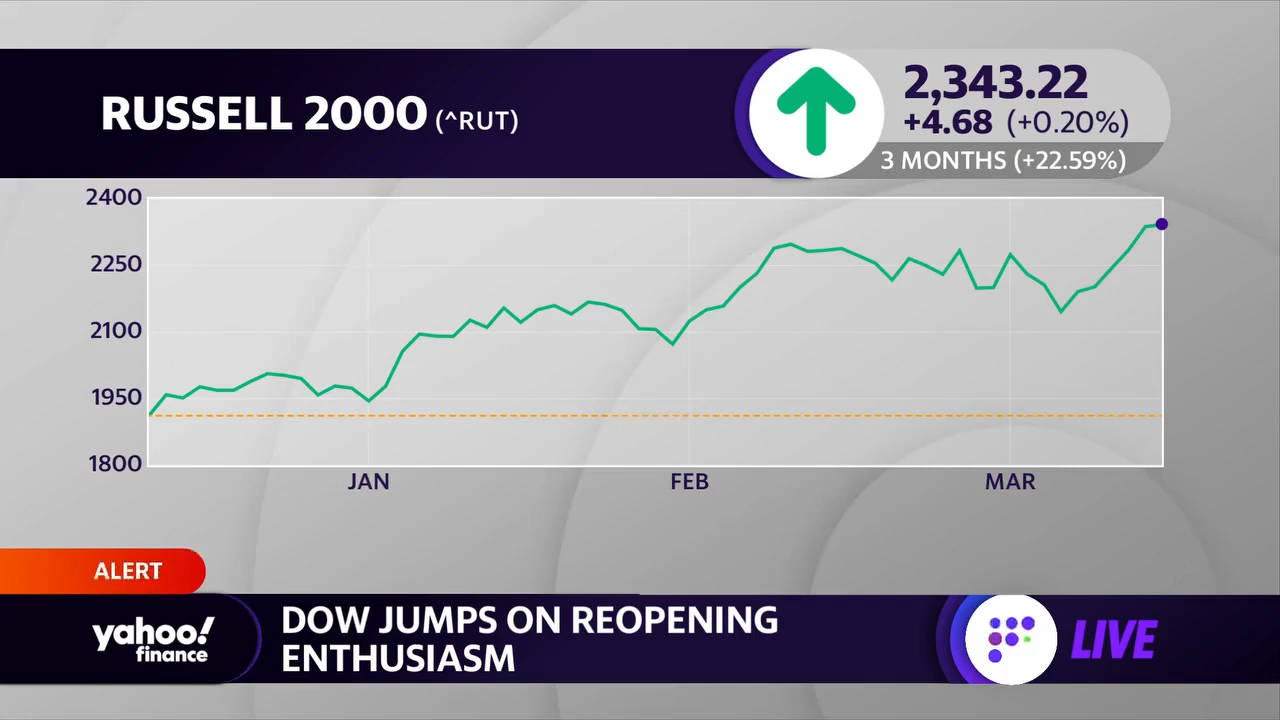 RUSSELL 2000 (^RUT)
2,343.22
+4.68 (+0.20%)
3 MONTHS (+22.59%)
2400
2250
2100
1950
1800
JAN FEB MAR
ALERT
yahoo!
finance
DOW JUMPS ON REOPENING
ENTHUSIASM
LIVE